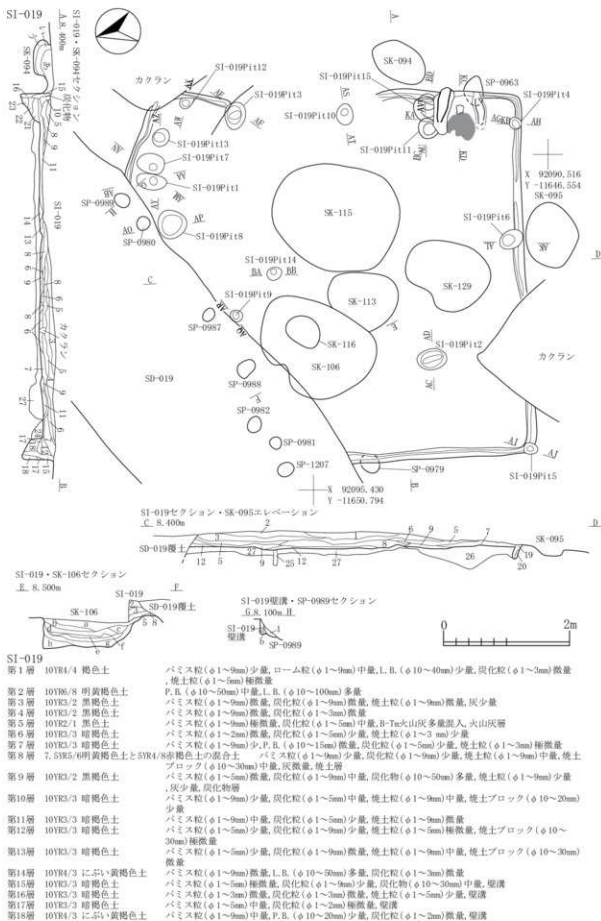 SI-019
A 8.400m
SI-019・SK-094セクション
SK-094
炭化物
SI-019
カクラン
カクラン
SI-019Pit12
SI-019Pit3
SI-019Pit15
SI-019Pit10
SK-094
SP-0963
SI-019Pit4
SI-019Pit11
SI-019Pit13
SI-019Pit7
SI-019Pit1
SP-0989
SP-0980
SI-019Pit8
X 92090.516
Y -11646.554
SK-095
SI-019Pit6
SK-115
SI-019Pit14
BA BB
SK-129
SK-113
SI-019Pit9
SP-0987
SK-116
SK-106
SI-019Pit2
カクラン
SD-019
SP-0988
SP-0982
SP-0981
SP-1207
SP-0979
SI-019Pit5
X 92095.430
Y -11650.794
SI-019セクション・SK-095エレベーション
C 8.400m
D
SD-019覆土
SK-095
SI-019・SK-106セクション
E 8.500m
F
SI-019
SK-106
SD-019覆土
SI-019壁溝・SP-0989セクション
G 8.100m H
SI-019
壁溝
SP-0989
0
2m
SI-019
第1層 10YR4/4 褐色土 パミス粒(φ1～9mm)少量,ローム粒(φ1～9mm)中量,L.B.(φ10～40mm)少量,炭化粒(φ1～3mm)微量
,焼土粒(φ1～5mm)極微量
第2層 10YR6/8 明黄褐色土 P.B.(φ10～50mm)中量,L.B.(φ10～100mm)多量
第3層 10YR3/2 黒褐色土 パミス粒(φ1～9mm)微量,炭化粒(φ1～9mm)微量,焼土粒(φ1～9mm)微量,灰少量
第4層 10YR3/2 黒褐色土 パミス粒(φ1～9mm)微量,炭化粒(φ1～3mm)微量
第5層 10YR2/1 黒色土 パミス粒(φ1～9mm)極微量,炭化粒(φ1～5mm)中量,B-Tm火山灰多量混入,火山灰層
第6層 10YR3/3 暗褐色土 パミス粒(φ1～2mm)微量,炭化粒(φ1～5mm)少量,焼土粒(φ1～3mm)少量
第7層 10YR3/3 暗褐色土 パミス粒(φ1～9mm)少,P.B.(φ10～15mm)微量,炭化粒(φ1～5mm)少量,焼土粒(φ1～3mm)極微量
第8層 7.5YR5/6明黄褐色土と5YR4/8赤褐色土の混合土 パミス粒(φ1～9mm)少量,炭化粒(φ1～9mm)少量,焼土粒(φ1～9mm)中量,焼土
ブロック(φ10～30mm)中量,灰微量,焼土層
第9層 10YR3/2 黒褐色土 パミス粒(φ1～5mm)微量,炭化粒(φ1～9mm)中量,炭化物(φ10～50mm)多量,焼土粒(φ1～9mm)少量
,灰少量,炭化物層
第10層 10YR3/3 暗褐色土 パミス粒(φ1～9mm)少量,炭化粒(φ1～5mm)中量,焼土粒(φ1～9mm)中量,焼土ブロック(φ10～20mm)
少量
第11層 10YR3/3 暗褐色土 パミス粒(φ1～5mm)中量,炭化粒(φ1～9mm)少量,焼土粒(φ1～9mm)微量
第12層 10YR3/3 暗褐色土 パミス粒(φ1～5mm)少量,炭化粒(φ1～9mm)少量,焼土粒(φ1～5mm)極微量,焼土ブロック(φ10～
30mm)極微量
第13層 10YR3/3 暗褐色土 パミス粒(φ1～5mm)少量,炭化粒(φ1～9mm)微量,焼土粒(φ1～9mm)中量,焼土ブロック(φ10～30mm)
微量
第14層 10YR4/3 にぶい黄褐色土 パミス粒(φ1～9mm)微量,L.B.(φ10～50mm)多量,炭化粒(φ1～3mm)微量
第15層 10YR3/3 暗褐色土 パミス粒(φ1～5mm)極微量,炭化粒(φ1～9mm)少量,炭化物(φ10～30mm)中量,壁溝
第16層 10YR3/3 暗褐色土 パミス粒(φ1～3mm)微量,炭化粒(φ1～3mm)微量,焼土粒(φ1～5mm)少量,壁溝
第17層 10YR3/3 暗褐色土 パミス粒(φ1～5mm)中量,炭化粒(φ1～2mm)極微量,壁溝
第18層 10YR4/3 にぶい黄褐色土 パミス粒(φ1～9mm)中量,P.B.(φ10～20mm)少量,炭化粒(φ1～2mm)微量,壁溝